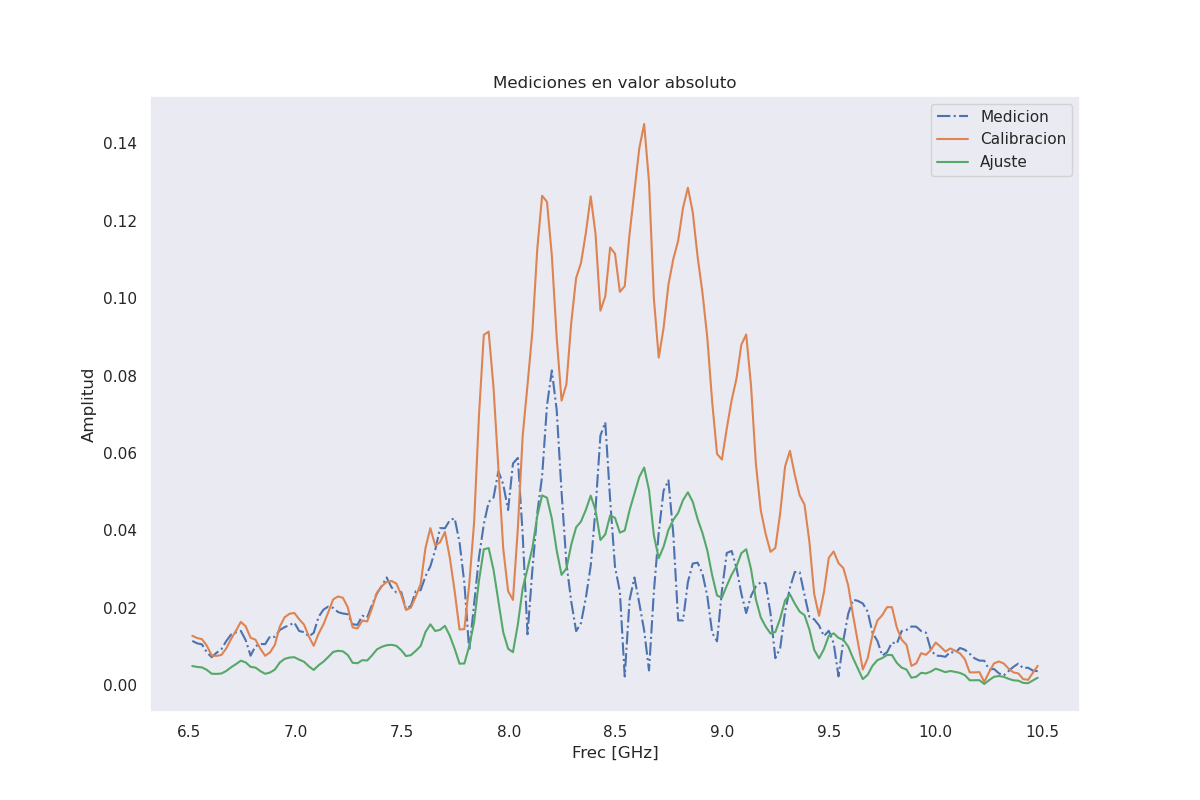 Mediciones en valor absoluto
Medicion
Calibracion
Ajuste
Amplitud
0.14
0.12
0.10
0.08
0.06
0.04
0.02
0.00
6.5 7.0 7.5 8.0 8.5 9.0 9.5 10.0 10.5
Frec [GHz]